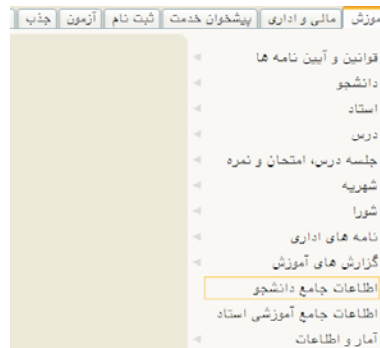 موزش مالی و اداری پیشخوان خدمت ثبت نام آزمون جذب
قوانین و آیین نامه ها
دانشجو
استاد
درس
جلسه درس، امتحان و نمره
شهریه
شورا
نامه های اداری
گزارش های آموزش
اطلاعات جامع دانشجو
اطلاعات جامع آموزشی استاد
آمار و اطلاعات